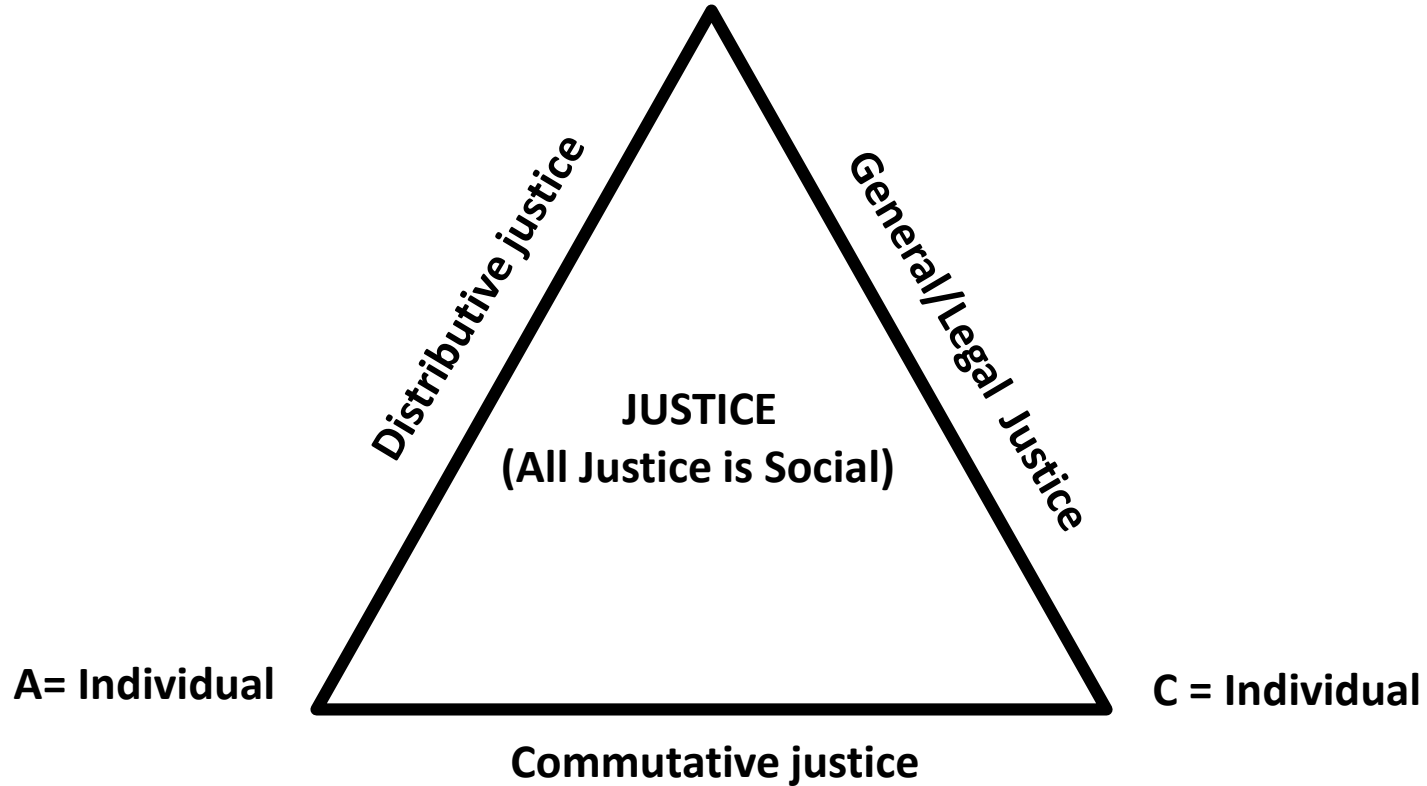 Distributive justice
General/Legal Justice
JUSTICE
(All Justice is Social)
A= Individual
C = Individual
Commutative justice